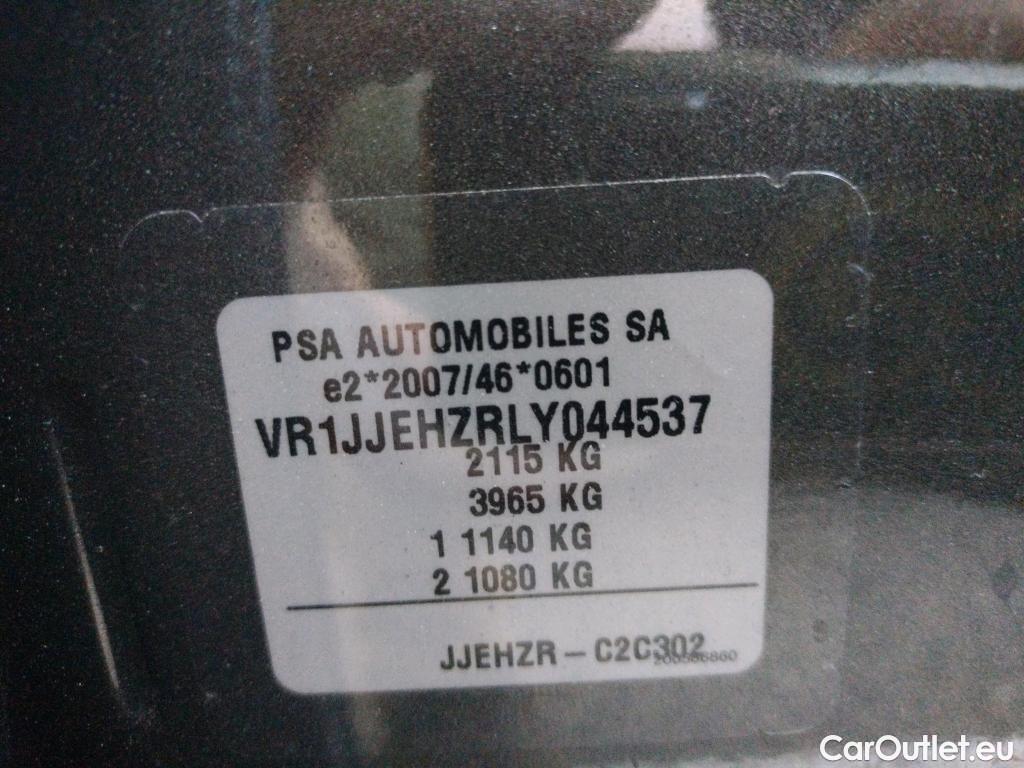 PSA AUTOMOBILES SA
e2*2007/46*0601
VR1JJEHZRLY044537
2115 KG
3965 KG
1 1140 KG
2 1080 KG
JJEHZR – C2C302
CarOutlet.eu